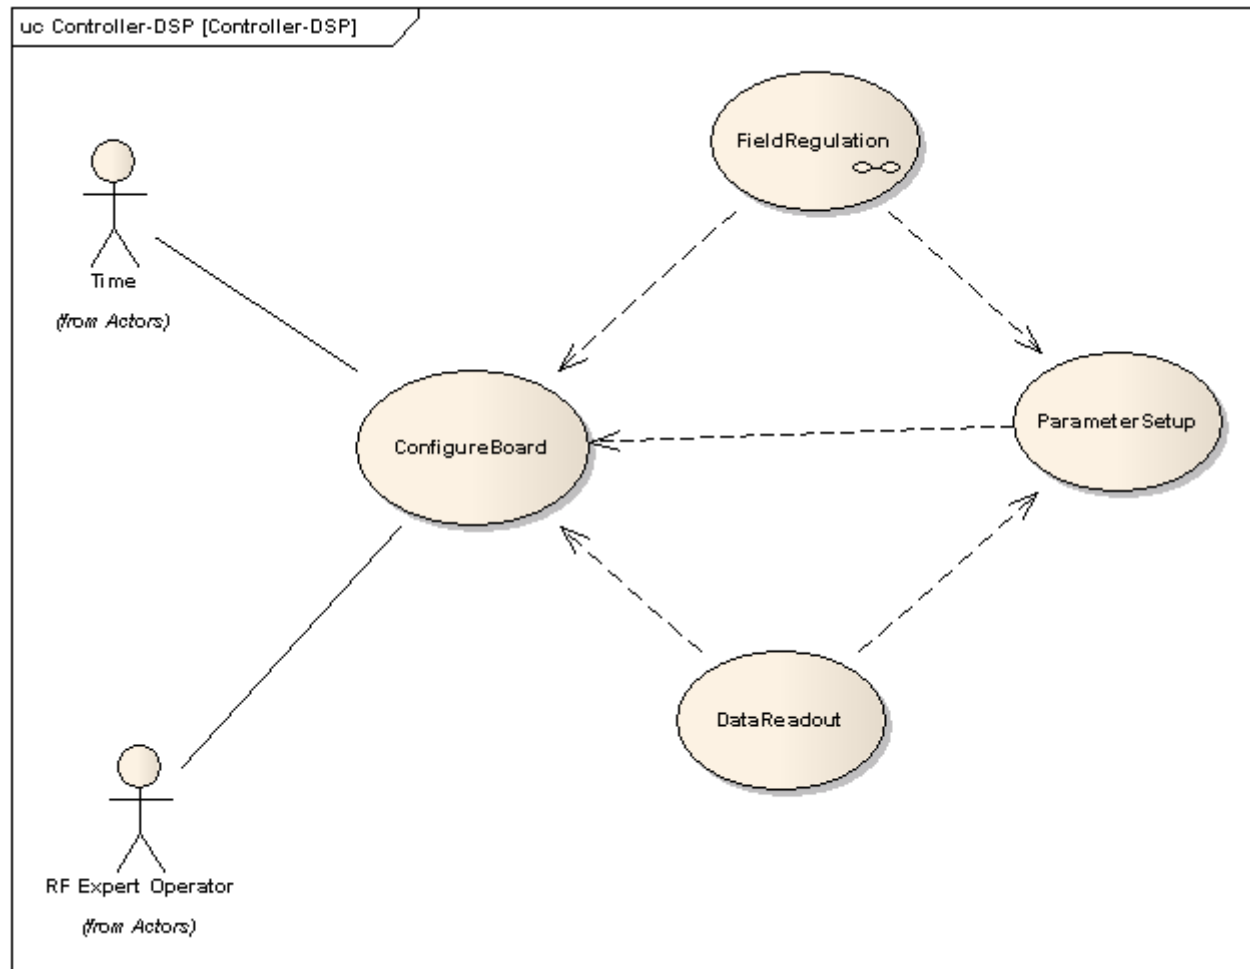 uc Controller-DSP [Controller-DSP]
FieldRegulation
Time
(from Actors)
ParameterSetup
ConfigureBoard
DataReadout
RF Expert Operator
(from Actors)